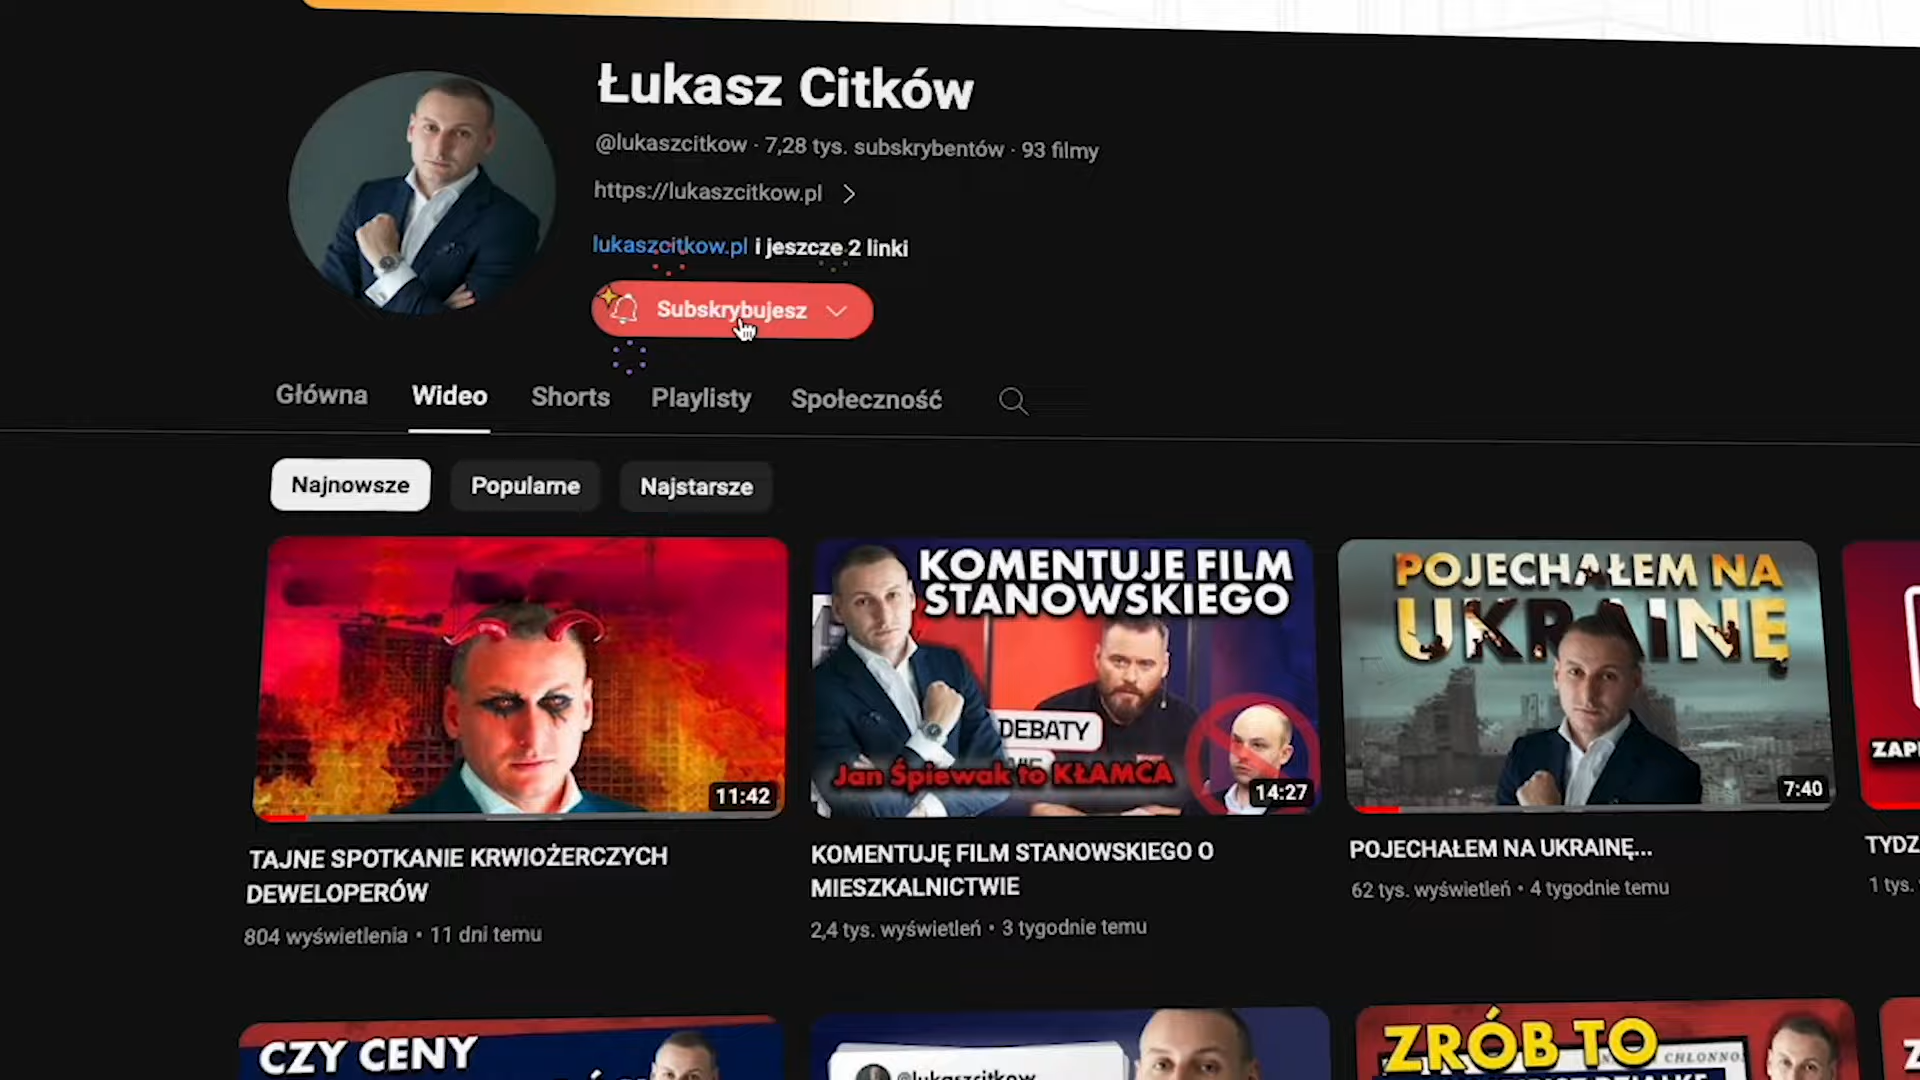 Łukasz Citków
@lukaszcitkow · 7,28 tys. subskrybentów · 93 filmy
https://lukaszcitkow.pl
lukaszcitkow.pl i jeszcze 2 linki
Subskrybujesz
Główna Wideo Shorts Playlisty Społeczność
Najnowsze Popularne Najstarsze
11:42
KOMENTUJE FILM
STANOWSKIEGO
DEBATY
Jan Śpiewak to KŁAMCA
14:27
POJECHAŁEM NA
UKRAINĘ
7:40
TAJNE SPOTKANIE KRWIOŻERCZYCH
DEWELOPERÓW
804 wyświetlenia • 11 dni temu
KOMENTUJĘ FILM STANOWSKIEGO O
MIESZKALNICTWIE
2,4 tys. wyświetleń • 3 tygodnie temu
POJECHAŁEM NA UKRAINĘ...
62 tys. wyświetleń • 4 tygodnie temu
1 tys.
CZY CENY
@lukaszcitkow
ZRÓB TO